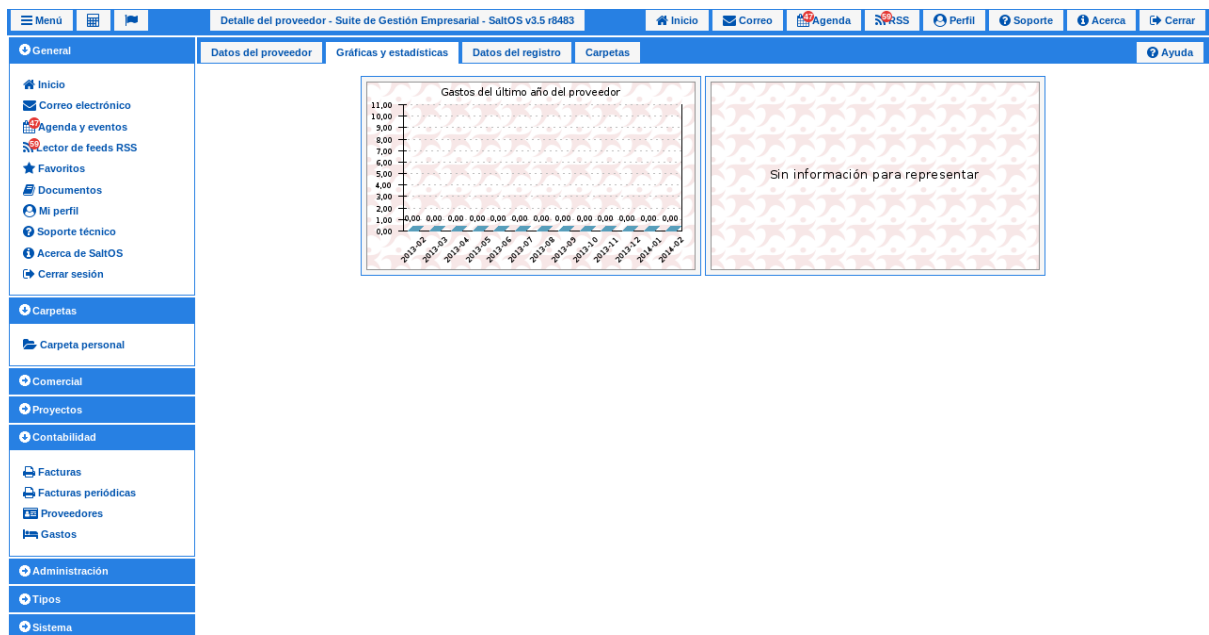 Menú
Detalle del proveedor - Suite de Gestión Empresarial - SaltOS v3.5 r8483
Inicio
Correo
47
Agenda
59
RSS
Perfil
Soporte
Acerca
Cerrar
General
Inicio
Correo electrónico
47
Agenda y eventos
59
Lector de feeds RSS
Favoritos
Documentos
Mi perfil
Soporte técnico
Acerca de SaltOS
Cerrar sesión
Carpetas
Carpeta personal
Comercial
Proyectos
Contabilidad
Facturas
Facturas periódicas
Proveedores
Gastos
Administración
Tipos
Sistema
Datos del proveedor
Gráficas y estadísticas
Datos del registro
Carpetas
Ayuda
Gastos del último año del proveedor
11,00
10,00
9,00
8,00
7,00
6,00
5,00
4,00
3,00
2,00
1,00
0,00
0,00 0,00 0,00 0,00 0,00 0,00 0,00 0,00 0,00 0,00 0,00 0,00 0,00
2013-02 2013-03 2013-04 2013-05 2013-06 2013-07 2013-08 2013-09 2013-10 2013-11 2013-12 2014-01 2014-02
Sin información para representar